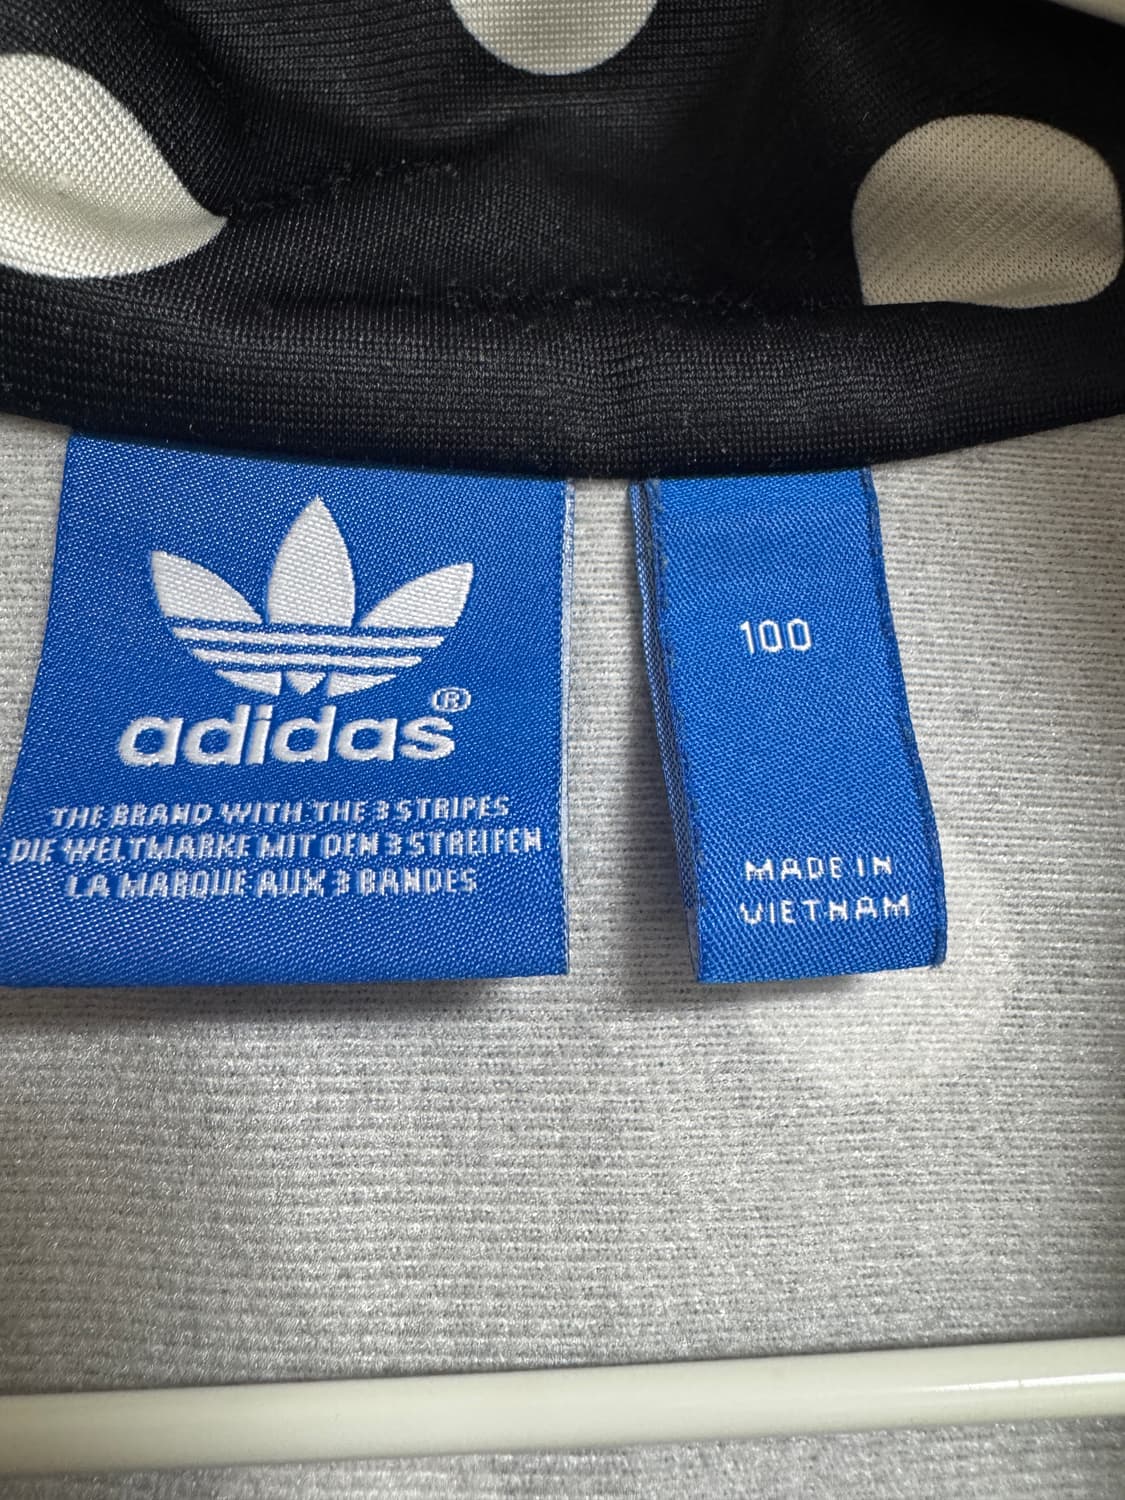 adidas®
THE BRAND WITH THE 3 STRIPES
DIE WELTMARKE MIT DEN 3 STREIFEN
LA MARQUE AUX 3 BANDES
100
MADE IN
VIETNAM